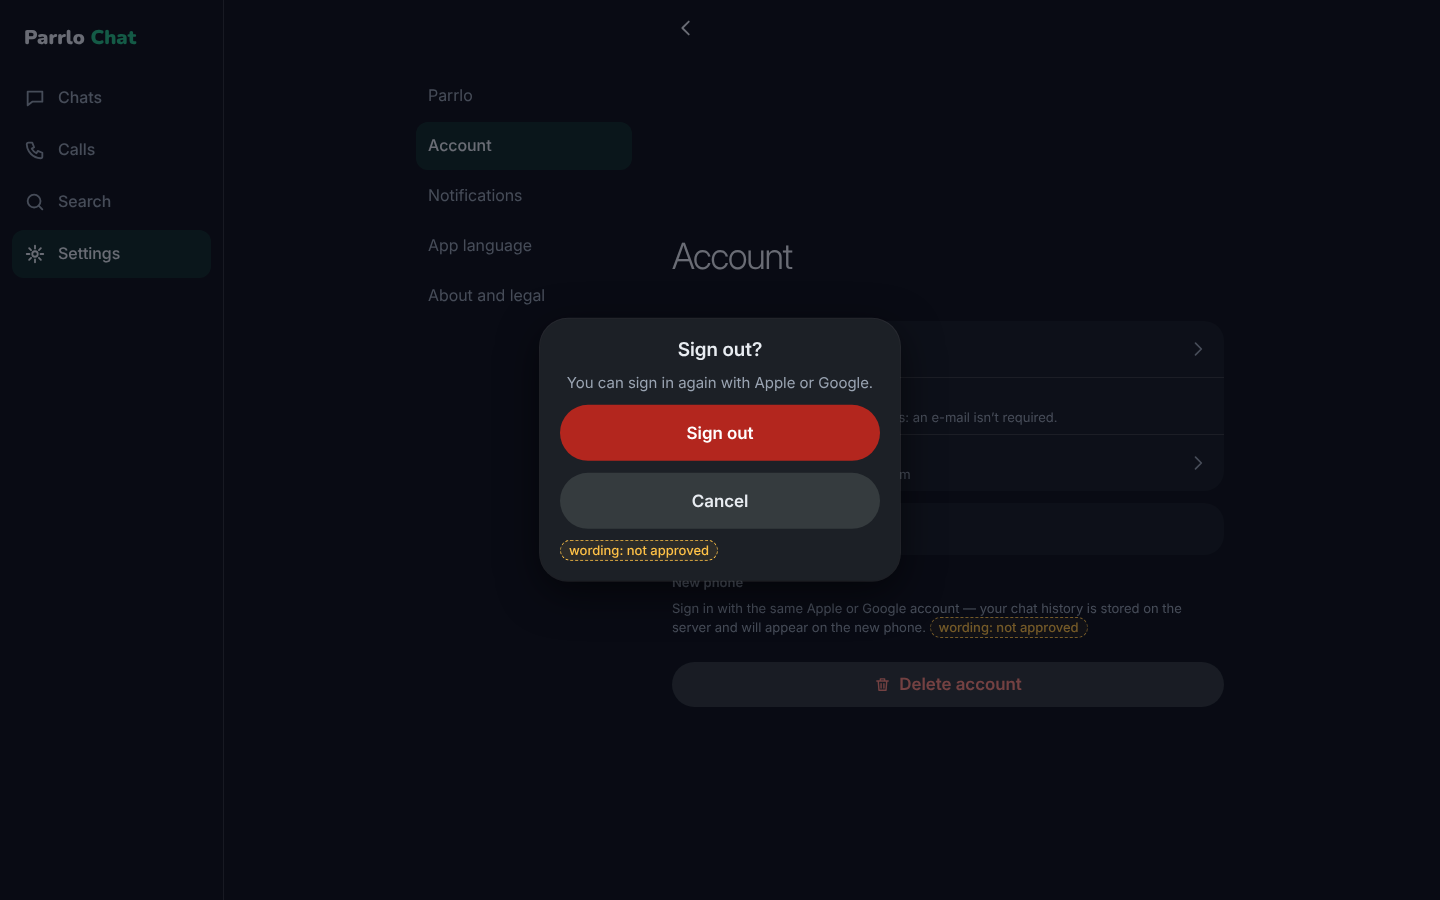 Parrlo Chat
Chats
Calls
Search
Settings
Parrlo
Account
Notifications
App language
About and legal
Account
Sign out?
You can sign in again with Apple or Google.
Sign out
Cancel
wording: not approved
an e-mail isn't required.
New phone
Sign in with the same Apple or Google account — your chat history is stored on the
server and will appear on the new phone. wording: not approved
Delete account